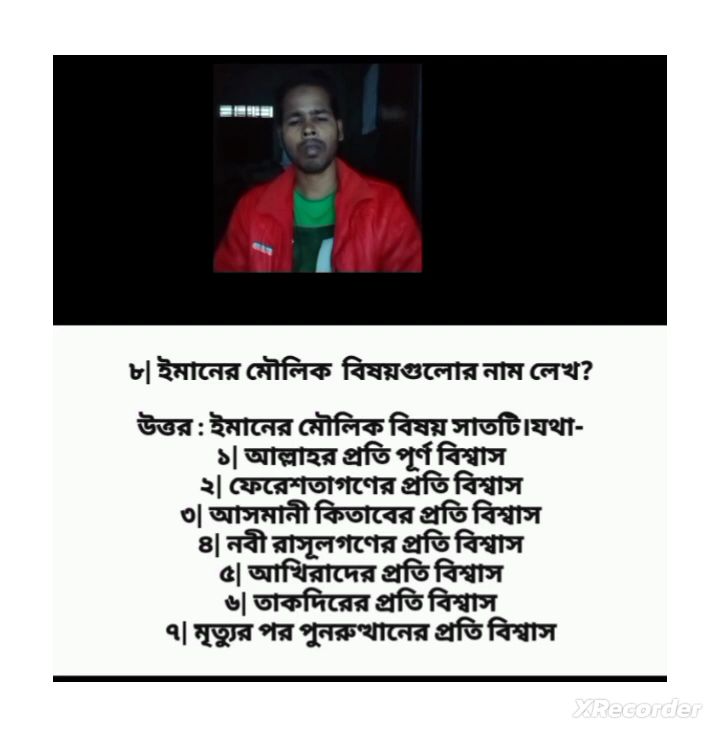 ৮| ইমানের মৌলিক বিষয়গুলোর নাম লেখ?
উত্তর : ইমানের মৌলিক বিষয় সাতটি।যথা-
১| আল্লাহর প্রতি পূর্ণ বিশ্বাস
২| ফেরেশতাগণের প্রতি বিশ্বাস
৩| আসমানী কিতাবের প্রতি বিশ্বাস
৪| নবী রাসূলগণের প্রতি বিশ্বাস
৫| আখিরাদের প্রতি বিশ্বাস
৬| তাকদিরের প্রতি বিশ্বাস
৭| মৃত্যুর পর পুনরুত্থানের প্রতি বিশ্বাস
XRecorder